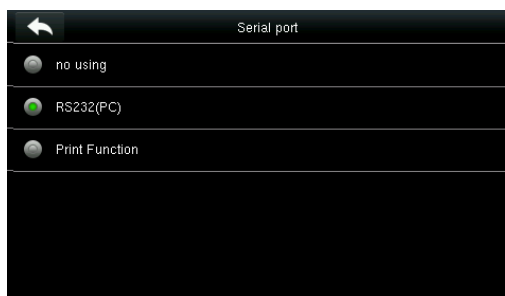 Serial port
no using
RS232(PC)
Print Function